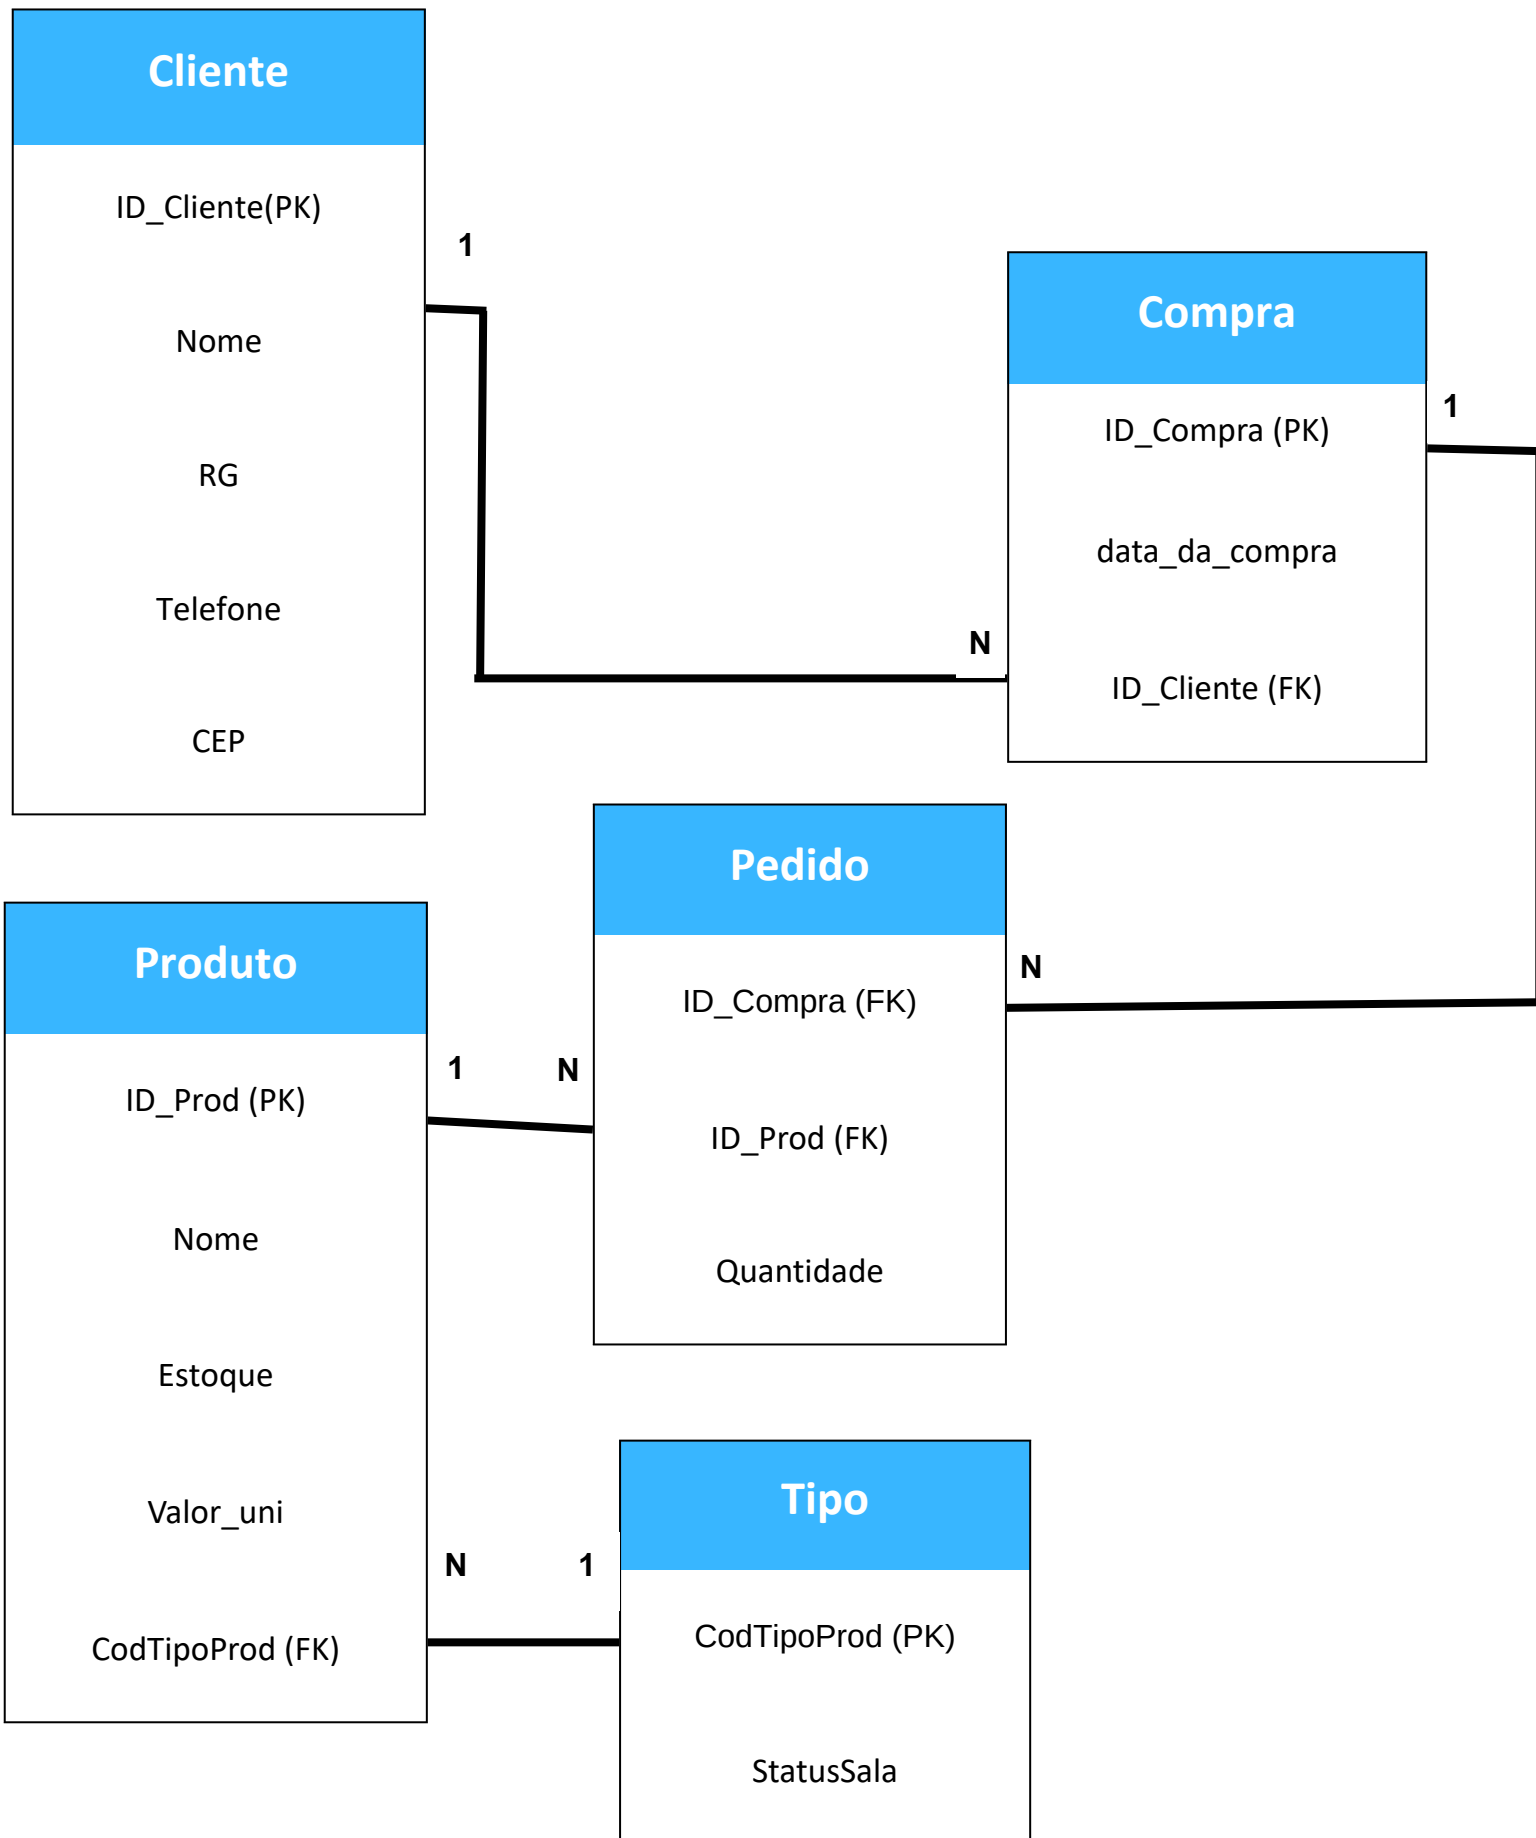 Cliente
ID_Cliente(PK)
Nome
RG
Telefone
CEP
1
N
Compra
ID_Compra (PK)
data_da_compra
ID_Cliente (FK)
1
N
Pedido
ID_Compra (FK)
ID_Prod (FK)
Quantidade
Produto
ID_Prod (PK)
Nome
Estoque
Valor_uni
CodTipoProd (FK)
1
N
N
1
Tipo
CodTipoProd (PK)
StatusSala